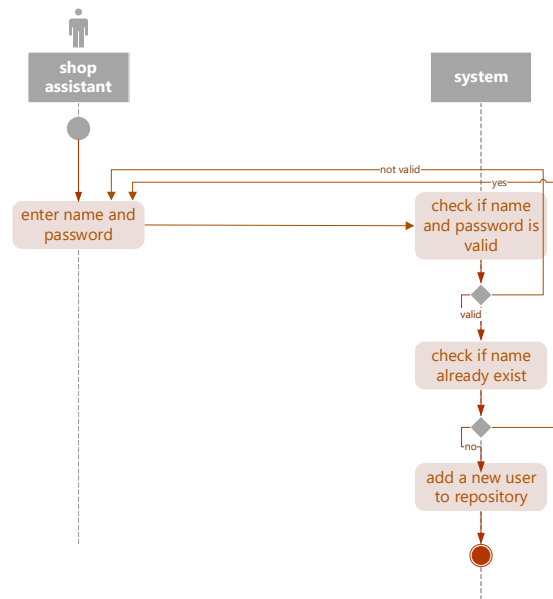 shop
assistant
system
not valid
yes
enter name and
password
check if name
and password is
valid
valid
check if name
already exist
no
add a new user
to repository